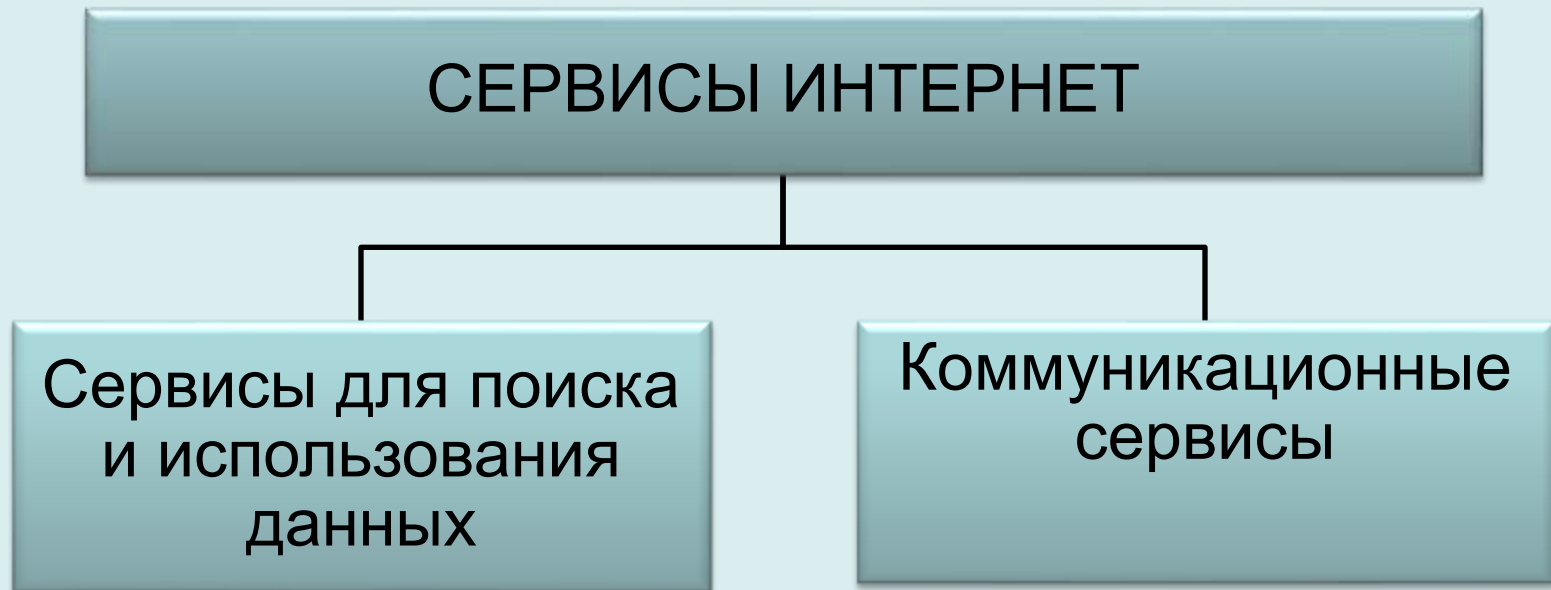 СЕРВИСЫ ИНТЕРНЕТ
Сервисы для поиска
и использования
данных
Коммуникационные
сервисы